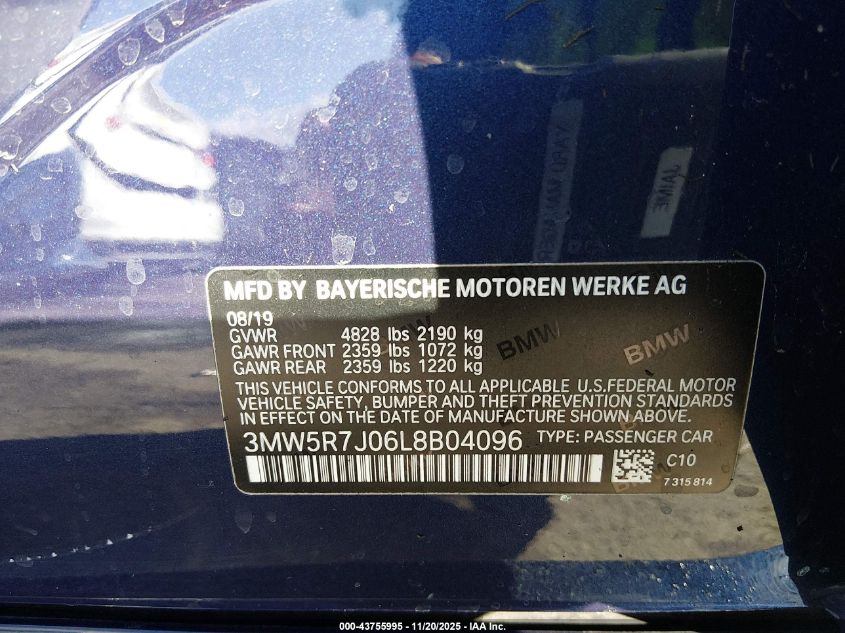 MFD BY BAYERISCHE MOTOREN WERKE AG
08/19
GVWR 4828 lbs 2190 kg
GAWR FRONT 2359 lbs 1072 kg
GAWR REAR 2359 lbs 1220 kg
BMW BMW
THIS VEHICLE CONFORMS TO ALL APPLICABLE U.S.FEDERAL MOTOR
VEHICLE SAFETY, BUMPER AND THEFT PREVENTION STANDARDS
IN EFFECT ON THE DATE OF MANUFACTURE SHOWN ABOVE.
3MW5R7J06L8B04096 TYPE: PASSENGER CAR
C10
7 315 814
000-43755995 - 11/20/2025 - IAA Inc.